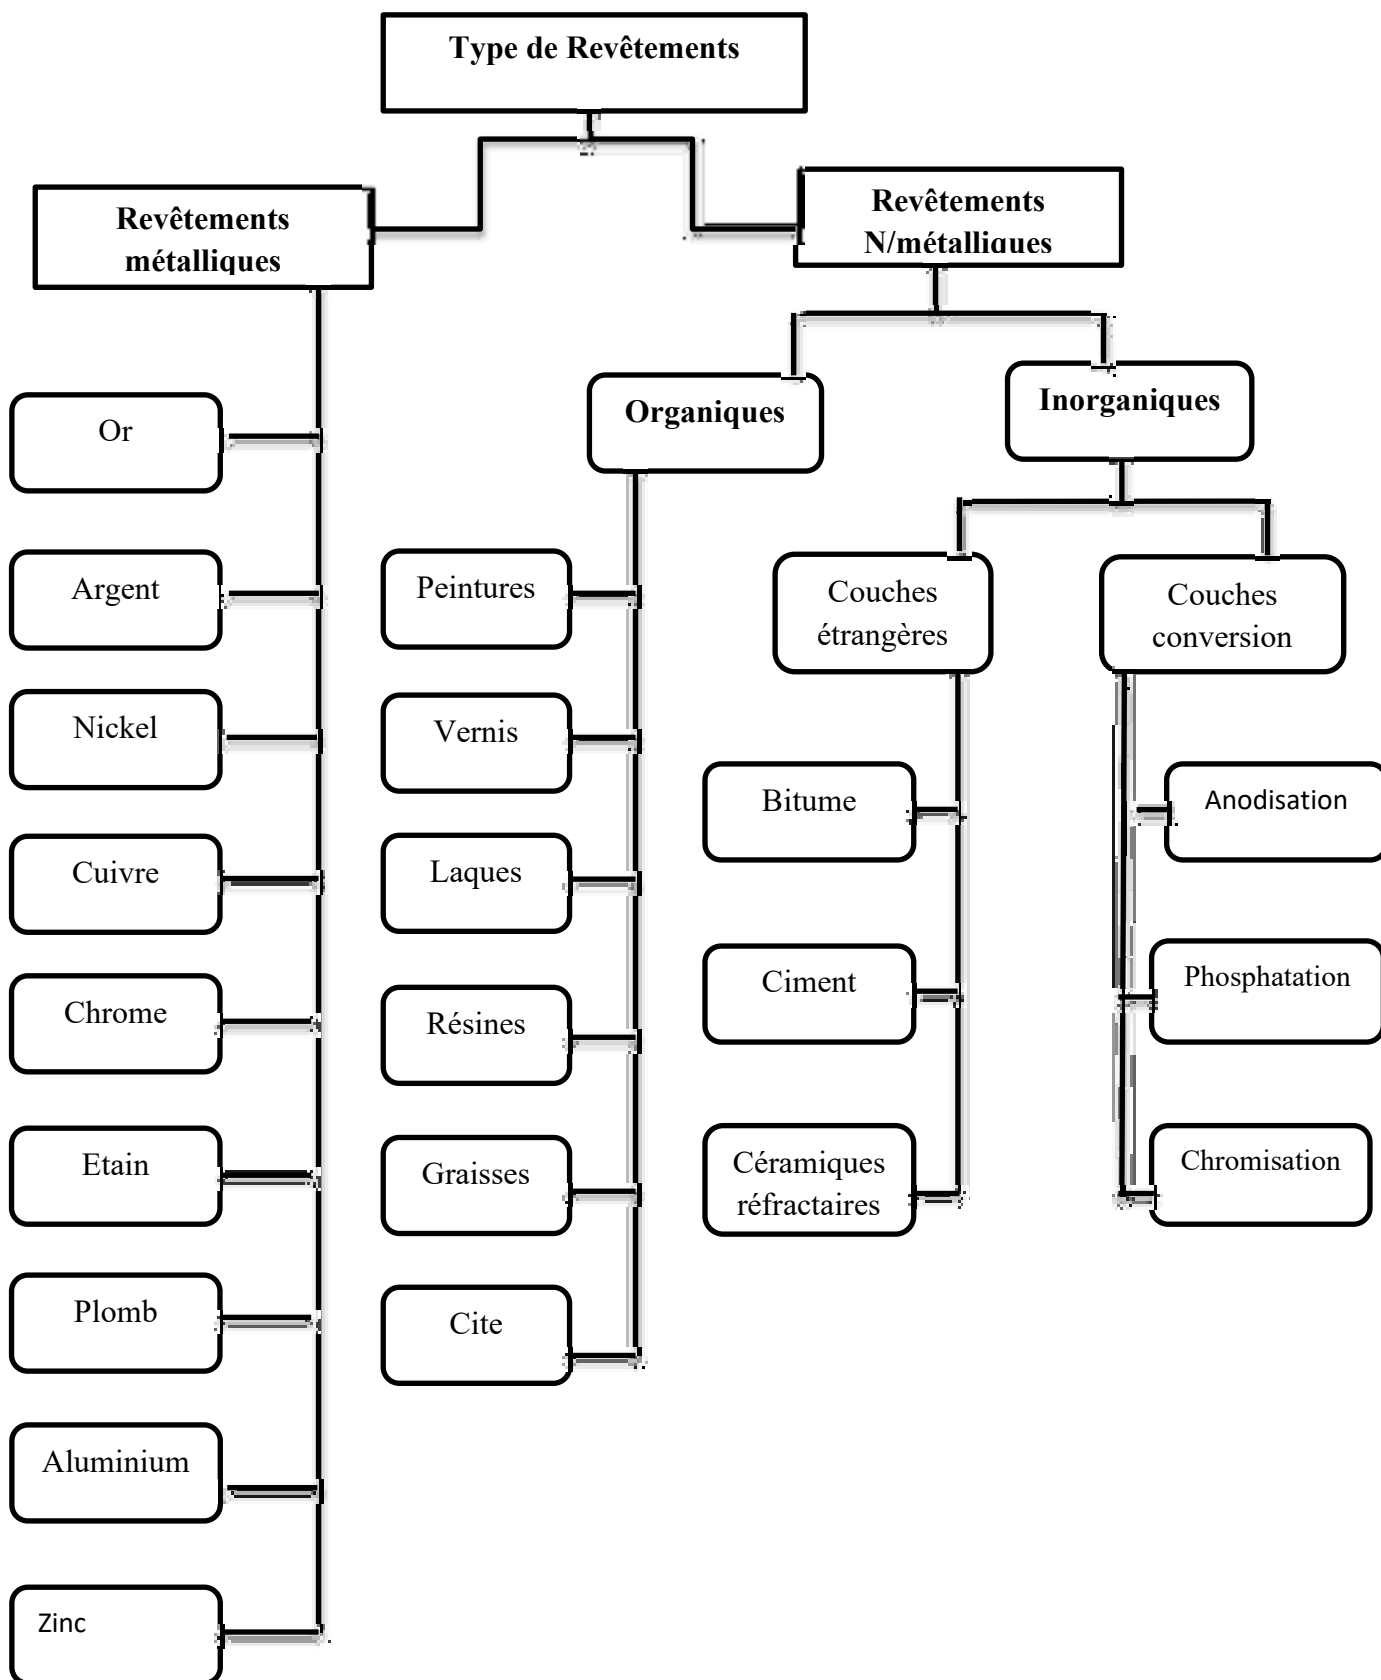 Type de Revêtements
Revêtements
métalliques
Revêtements
N/métalliques
Organiques
Inorganiques
Or
Argent
Nickel
Cuivre
Chrome
Etain
Plomb
Aluminium
Zinc
Peintures
Vernis
Laques
Résines
Graisses
Cite
Couches
étrangères
Bitume
Ciment
Céramiques
réfractaires
Couches
conversion
Anodisation
Phosphatation
Chromisation